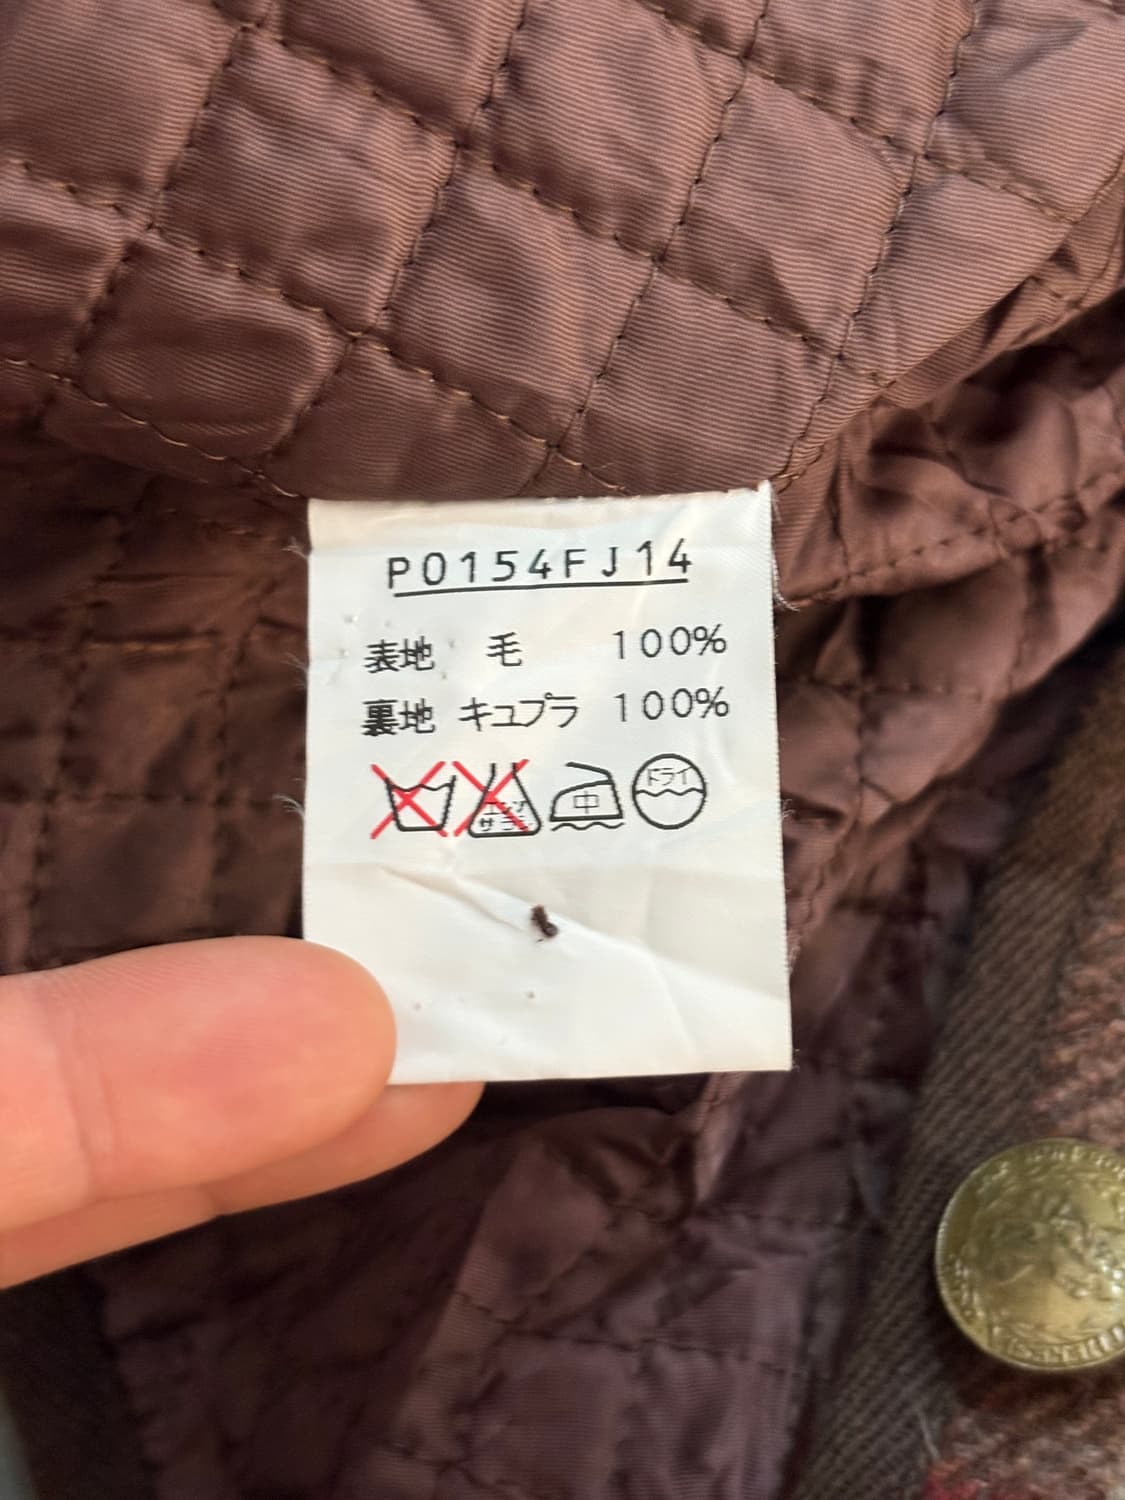 P0154FJ14
表地 毛 100%
裏地 キュプラ 100%
中 ドライ